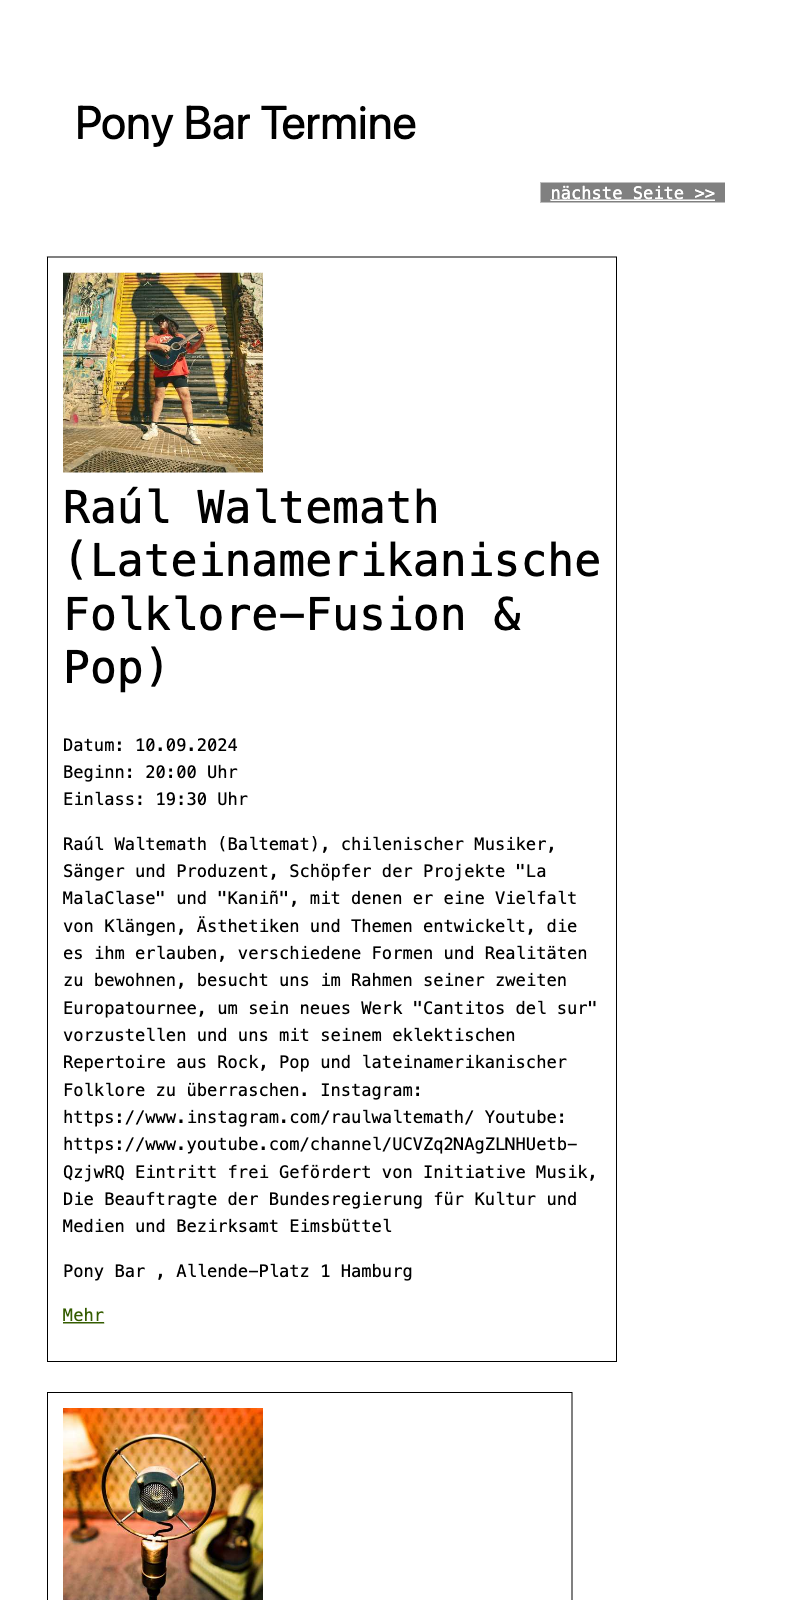 Pony Bar Termine
nächste Seite >>
Raúl Waltemath
(Lateinamerikanische
Folklore-Fusion &
Pop)
Datum: 10.09.2024
Beginn: 20:00 Uhr
Einlass: 19:30 Uhr
Raúl Waltemath (Baltemat), chilenischer Musiker,
Sänger und Produzent, Schöpfer der Projekte "La
MalaClase" und "Kaniñ", mit denen er eine Vielfalt
von Klängen, Ästhetiken und Themen entwickelt, die
es ihm erlauben, verschiedene Formen und Realitäten
zu bewohnen, besucht uns im Rahmen seiner zweiten
Europatournee, um sein neues Werk "Cantitos del sur"
vorzustellen und uns mit seinem eklektischen
Repertoire aus Rock, Pop und lateinamerikanischer
Folklore zu überraschen. Instagram:
https://www.instagram.com/raulwaltemath/ Youtube:
https://www.youtube.com/channel/UCVZq2NAgZLNHUetb-
QzjwRQ Eintritt frei Gefördert von Initiative Musik,
Die Beauftragte der Bundesregierung für Kultur und
Medien und Bezirksamt Eimsbüttel
Pony Bar , Allende-Platz 1 Hamburg
Mehr